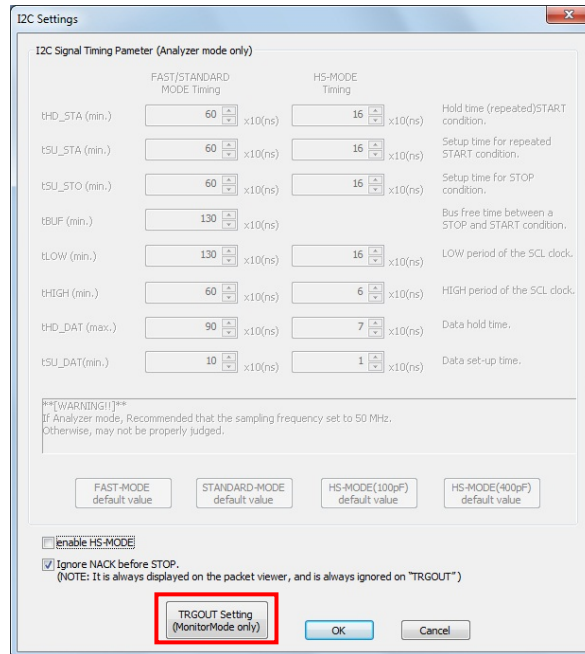 I2C Settings
x
I2C Signal Timing Pameter (Analyzer mode only)
FAST/STANDARD
MODE Timing
HS-MODE
Timing
tHD_STA (min.) 60 x10(ns) 16 x10(ns) Hold time (repeated)START
condition.
tSU_STA (min.) 60 x10(ns) 16 x10(ns) Setup time for repeated
START condition.
tSU_STO (min.) 60 x10(ns) 16 x10(ns) Setup time for STOP
condition.
tBUF (min.) 130 x10(ns) Bus free time between a
STOP and START condition.
tLOW (min.) 130 x10(ns) 16 x10(ns) LOW period of the SCL clock.
tHIGH (min.) 60 x10(ns) 6 x10(ns) HIGH period of the SCL clock.
tHD_DAT (max.) 90 x10(ns) 7 x10(ns) Data hold time.
tSU_DAT(min.) 10 x10(ns) 1 x10(ns) Data set-up time.
**[WARNING!!]**
If Analyzer mode, Recommended that the sampling frequency set to 50 MHz.
Otherwise, may not be properly judged.
FAST-MODE
default value
STANDARD-MODE
default value
HS-MODE(100pF)
default value
HS-MODE(400pF)
default value
enable HS-MODE
Ignore NACK before STOP.
(NOTE: It is always displayed on the packet viewer, and is always ignored on "TRGOUT" )
TRGOUT Setting
(MonitorMode only)
OK
Cancel